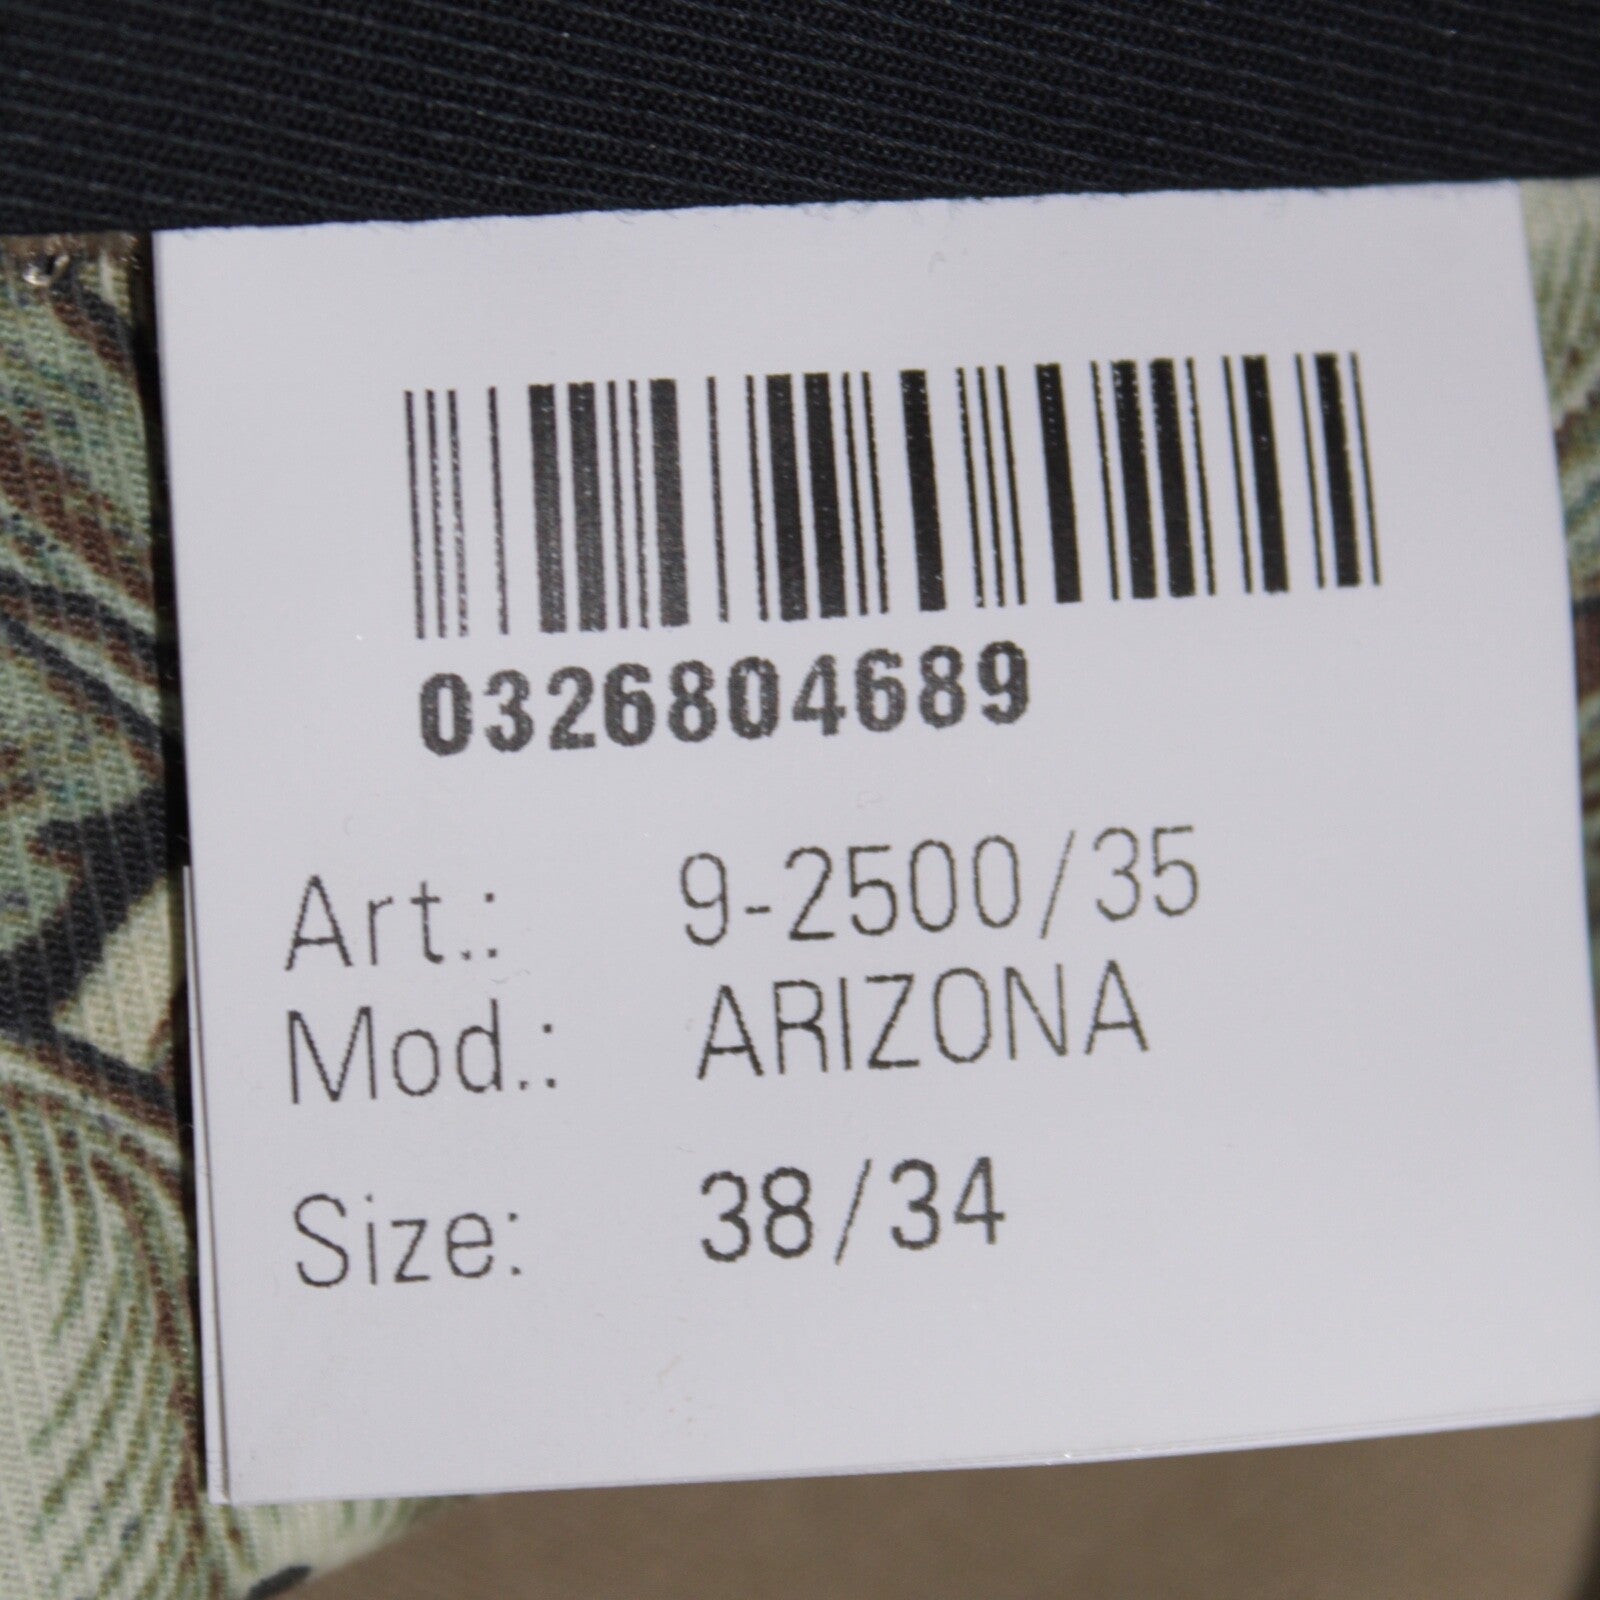 0326804689
Art.: 9-2500/35
Mod.: ARIZONA
Size: 38/34